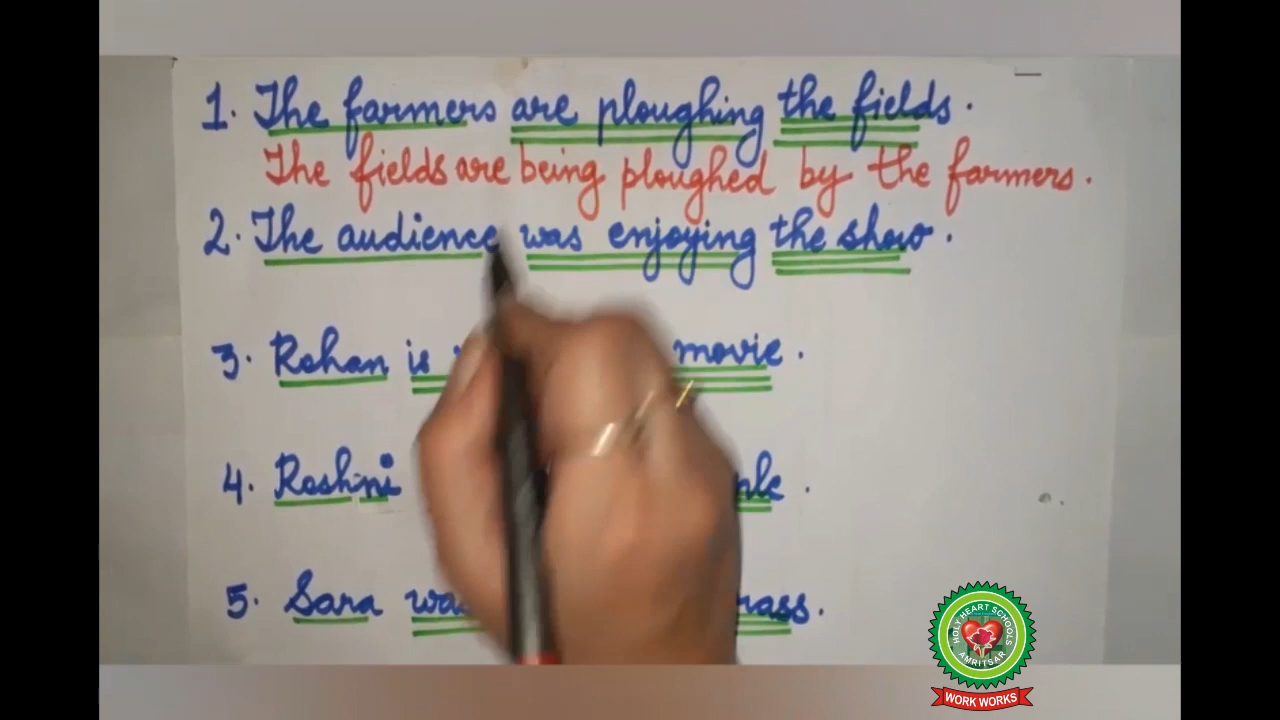 1. The farmers are ploughing the fields.
The fields are being ploughed by the farmers.
2. The audience was enjoying the show.
3. Rohan is movie.
4. Roshni
5. Sara
HOLY HEART SCHOOLS
AMRITSAR
WORK WORKS